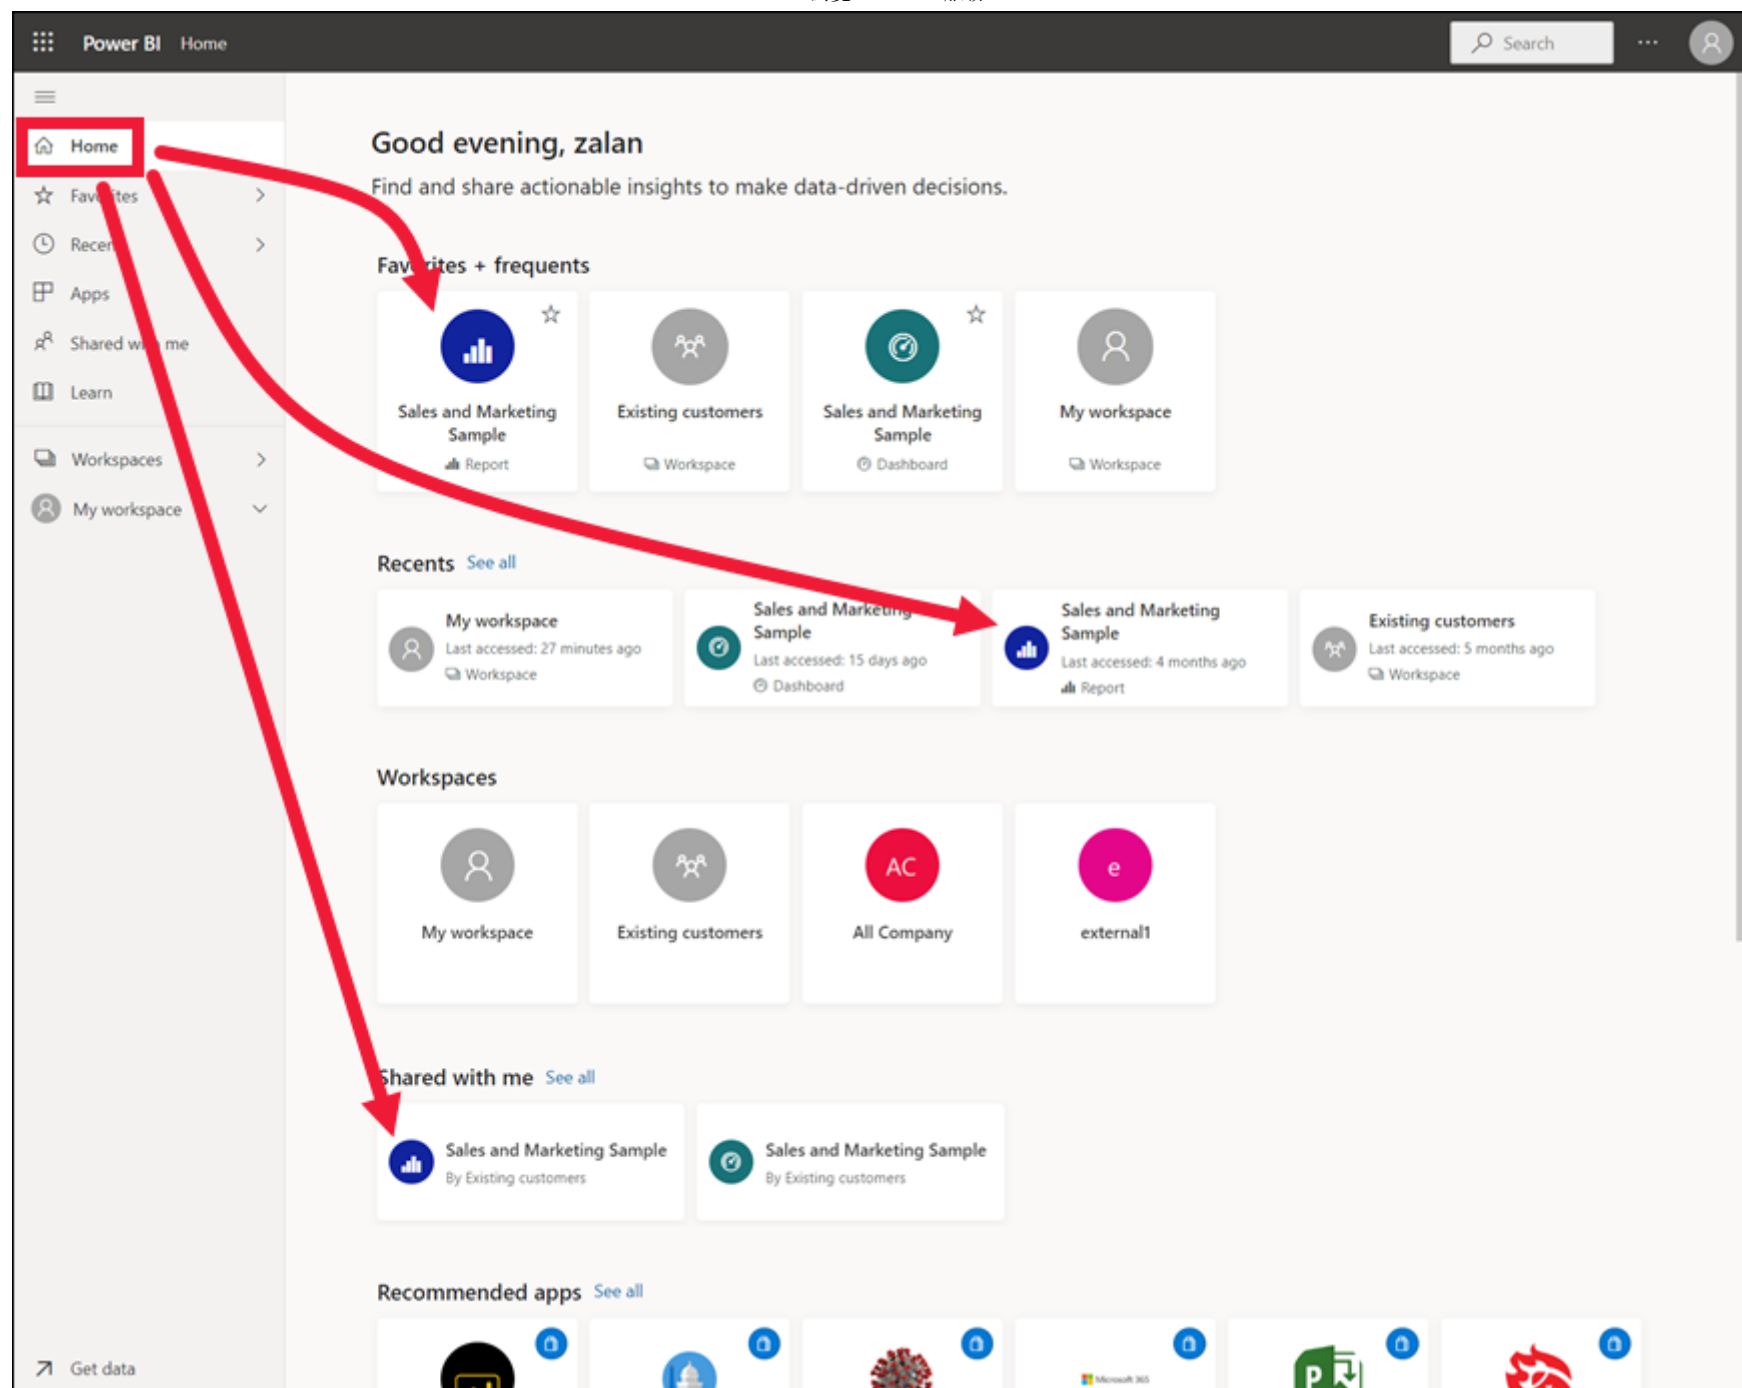 Power BI Home
Search
Home
Favorites
Recent
Apps
Shared with me
Learn
Workspaces
My workspace
Get data
Good evening, zalan
Find and share actionable insights to make data-driven decisions.
Favorites + frequents
Sales and Marketing
Sample
Report
Existing customers
Workspace
Sales and Marketing
Sample
Dashboard
My workspace
Workspace
Recents See all
My workspace
Last accessed: 27 minutes ago
Workspace
Sales and Marketing
Sample
Last accessed: 15 days ago
Dashboard
Sales and Marketing
Sample
Last accessed: 4 months ago
Report
Existing customers
Last accessed: 5 months ago
Workspace
Workspaces
My workspace
Existing customers
AC
All Company
e
external1
Shared with me See all
Sales and Marketing Sample
By Existing customers
Sales and Marketing Sample
By Existing customers
Recommended apps See all
Microsoft 365
P